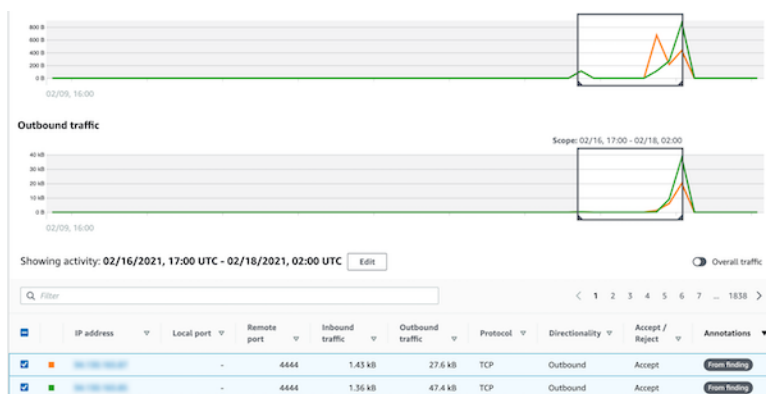 800 B
600 B
400 B
200 B
0 B
02/09, 16:00
Outbound traffic
Scope: 02/16, 17:00 - 02/18, 02:00
40 kB
30 kB
20 kB
10 kB
0 B
02/09, 16:00
Showing activity: 02/16/2021, 17:00 UTC - 02/18/2021, 02:00 UTC Edit Overall traffic
Filter < 1 2 3 4 5 6 7 ... 1838 >
IP address Local port Remote port Inbound traffic Outbound traffic Protocol Directionality Accept / Reject Annotations
- 4444 1.43 kB 27.6 kB TCP Outbound Accept From finding
- 4444 1.36 kB 47.4 kB TCP Outbound Accept From finding